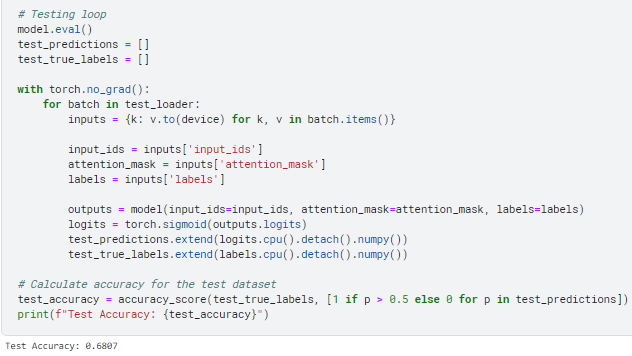 # Testing loop
model.eval()
test_predictions = []
test_true_labels = []
with torch.no_grad():
    for batch in test_loader:
        inputs = {k: v.to(device) for k, v in batch.items()}
        input_ids = inputs['input_ids']
        attention_mask = inputs['attention_mask']
        labels = inputs['labels']
        outputs = model(input_ids=input_ids, attention_mask=attention_mask, labels=labels)
        logits = torch.sigmoid(outputs.logits)
        test_predictions.extend(logits.cpu().detach().numpy())
        test_true_labels.extend(labels.cpu().detach().numpy())
# Calculate accuracy for the test dataset
test_accuracy = accuracy_score(test_true_labels, [1 if p > 0.5 else 0 for p in test_predictions])
print(f"Test Accuracy: {test_accuracy}")
Test Accuracy: 0.6807